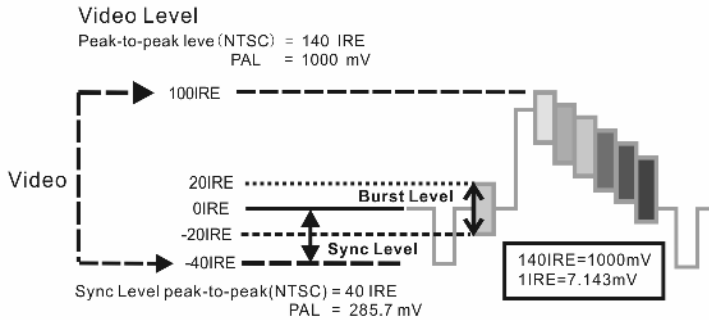 Video Level
Peak-to-peak leve(NTSC) = 140 IRE
PAL = 1000 mV
100IRE
Video
20IRE
Burst Level
0IRE
-20IRE
Sync Level
-40IRE
140IRE=1000mV
1IRE=7.143mV
Sync Level peak-to-peak(NTSC) = 40 IRE
PAL = 285.7 mV